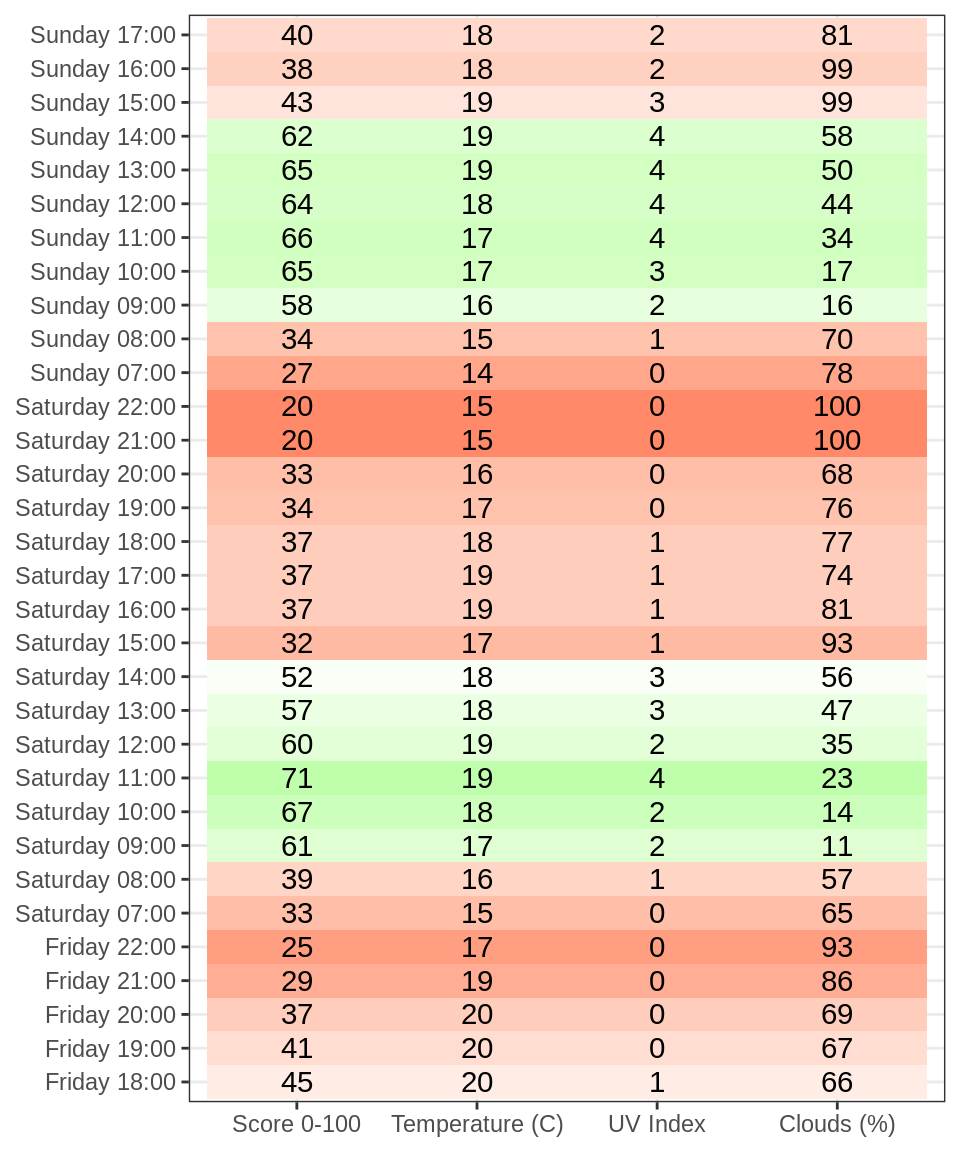 Sunday 17:00 40 18 2 81
Sunday 16:00 38 18 2 99
Sunday 15:00 43 19 3 99
Sunday 14:00 62 19 4 58
Sunday 13:00 65 19 4 50
Sunday 12:00 64 18 4 44
Sunday 11:00 66 17 4 34
Sunday 10:00 65 17 3 17
Sunday 09:00 58 16 2 16
Sunday 08:00 34 15 1 70
Sunday 07:00 27 14 0 78
Saturday 22:00 20 15 0 100
Saturday 21:00 20 15 0 100
Saturday 20:00 33 16 0 68
Saturday 19:00 34 17 0 76
Saturday 18:00 37 18 1 77
Saturday 17:00 37 19 1 74
Saturday 16:00 37 19 1 81
Saturday 15:00 32 17 1 93
Saturday 14:00 52 18 3 56
Saturday 13:00 57 18 3 47
Saturday 12:00 60 19 2 35
Saturday 11:00 71 19 4 23
Saturday 10:00 67 18 2 14
Saturday 09:00 61 17 2 11
Saturday 08:00 39 16 1 57
Saturday 07:00 33 15 0 65
Friday 22:00 25 17 0 93
Friday 21:00 29 19 0 86
Friday 20:00 37 20 0 69
Friday 19:00 41 20 0 67
Friday 18:00 45 20 1 66
Score 0-100 Temperature (C) UV Index Clouds (%)